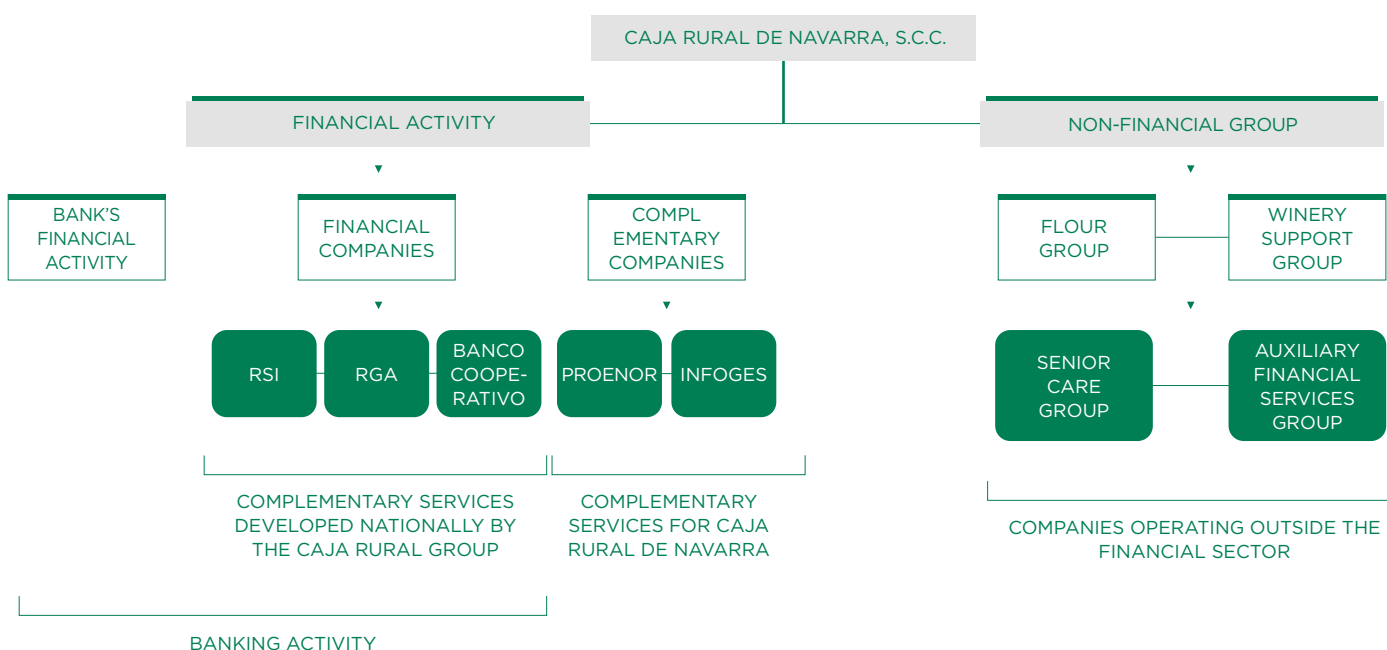 CAJA RURAL DE NAVARRA, S.C.C.
FINANCIAL ACTIVITY
NON-FINANCIAL GROUP
BANK'S
FINANCIAL
ACTIVITY
FINANCIAL
COMPANIES
COMPL
EMENTARY
COMPANIES
FLOUR
GROUP
WINERY
SUPPORT
GROUP
RSI
RGA
BANCO
COOPE-
RATIVO
PROENOR
INFOGES
SENIOR
CARE
GROUP
AUXILIARY
FINANCIAL
SERVICES
GROUP
COMPLEMENTARY SERVICES
DEVELOPED NATIONALLY BY
THE CAJA RURAL GROUP
COMPLEMENTARY
SERVICES FOR CAJA
RURAL DE NAVARRA
COMPANIES OPERATING OUTSIDE THE
FINANCIAL SECTOR
BANKING ACTIVITY